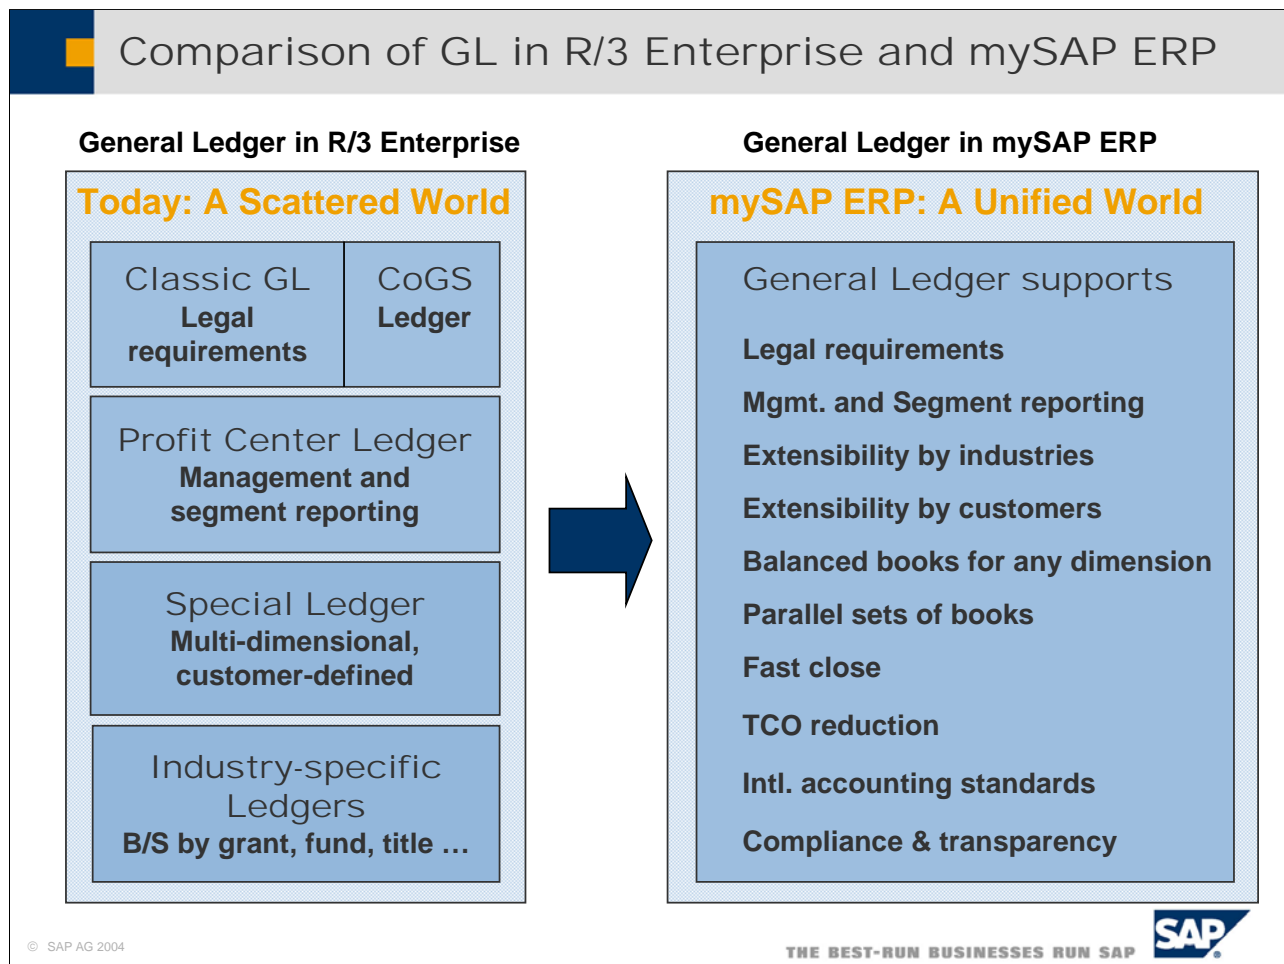 Comparison of GL in R/3 Enterprise and mySAP ERP
General Ledger in R/3 Enterprise
Today: A Scattered World
Classic GL
Legal
requirements
CoGS
Ledger
Profit Center Ledger
Management and
segment reporting
Special Ledger
Multi-dimensional,
customer-defined
Industry-specific
Ledgers
B/S by grant, fund, title …
General Ledger in mySAP ERP
mySAP ERP: A Unified World
General Ledger supports
Legal requirements
Mgmt. and Segment reporting
Extensibility by industries
Extensibility by customers
Balanced books for any dimension
Parallel sets of books
Fast close
TCO reduction
Intl. accounting standards
Compliance & transparency
© SAP AG 2004
THE BEST-RUN BUSINESSES RUN SAP
SAP